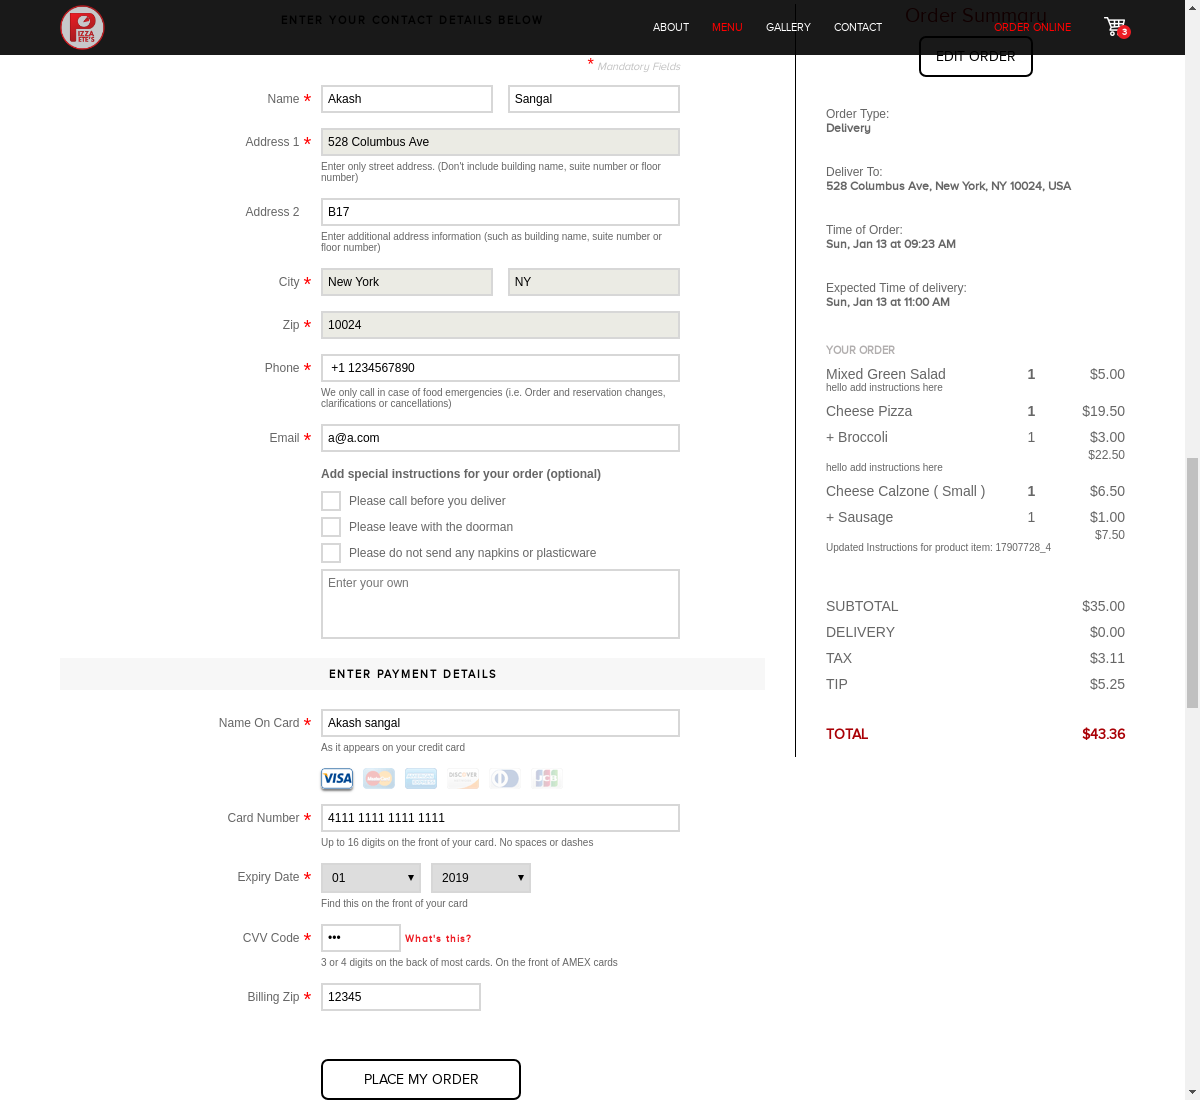 PIZZA
PETE'S
ENTER YOUR CONTACT DETAILS BELOW
ABOUT
MENU
GALLERY
CONTACT
ORDER ONLINE
3
* Mandatory Fields
Name *
Akash
Sangal
Address 1 *
528 Columbus Ave
Enter only street address. (Don't include building name, suite number or floor
number)
Address 2
B17
Enter additional address information (such as building name, suite number or
floor number)
City *
New York
NY
Zip *
10024
Phone *
+1 1234567890
We only call in case of food emergencies (i.e. Order and reservation changes,
clarifications or cancellations)
Email *
a@a.com
Add special instructions for your order (optional)
Please call before you deliver
Please leave with the doorman
Please do not send any napkins or plasticware
Enter your own
ENTER PAYMENT DETAILS
Name On Card *
Akash sangal
As it appears on your credit card
VISA
MasterCard
DISCOVER
JCB
Card Number *
4111 1111 1111 1111
Up to 16 digits on the front of your card. No spaces or dashes
Expiry Date *
01
2019
Find this on the front of your card
CVV Code *
•••
What's this?
3 or 4 digits on the back of most cards. On the front of AMEX cards
Billing Zip *
12345
PLACE MY ORDER
Order Summary
EDIT ORDER
Order Type:
Delivery
Deliver To:
528 Columbus Ave, New York, NY 10024, USA
Time of Order:
Sun, Jan 13 at 09:23 AM
Expected Time of delivery:
Sun, Jan 13 at 11:00 AM
YOUR ORDER
Mixed Green Salad 1 $5.00
hello add instructions here
Cheese Pizza 1 $19.50
+ Broccoli 1 $3.00
$22.50
hello add instructions here
Cheese Calzone ( Small ) 1 $6.50
+ Sausage 1 $1.00
$7.50
Updated Instructions for product item: 17907728_4
SUBTOTAL $35.00
DELIVERY $0.00
TAX $3.11
TIP $5.25
TOTAL $43.36